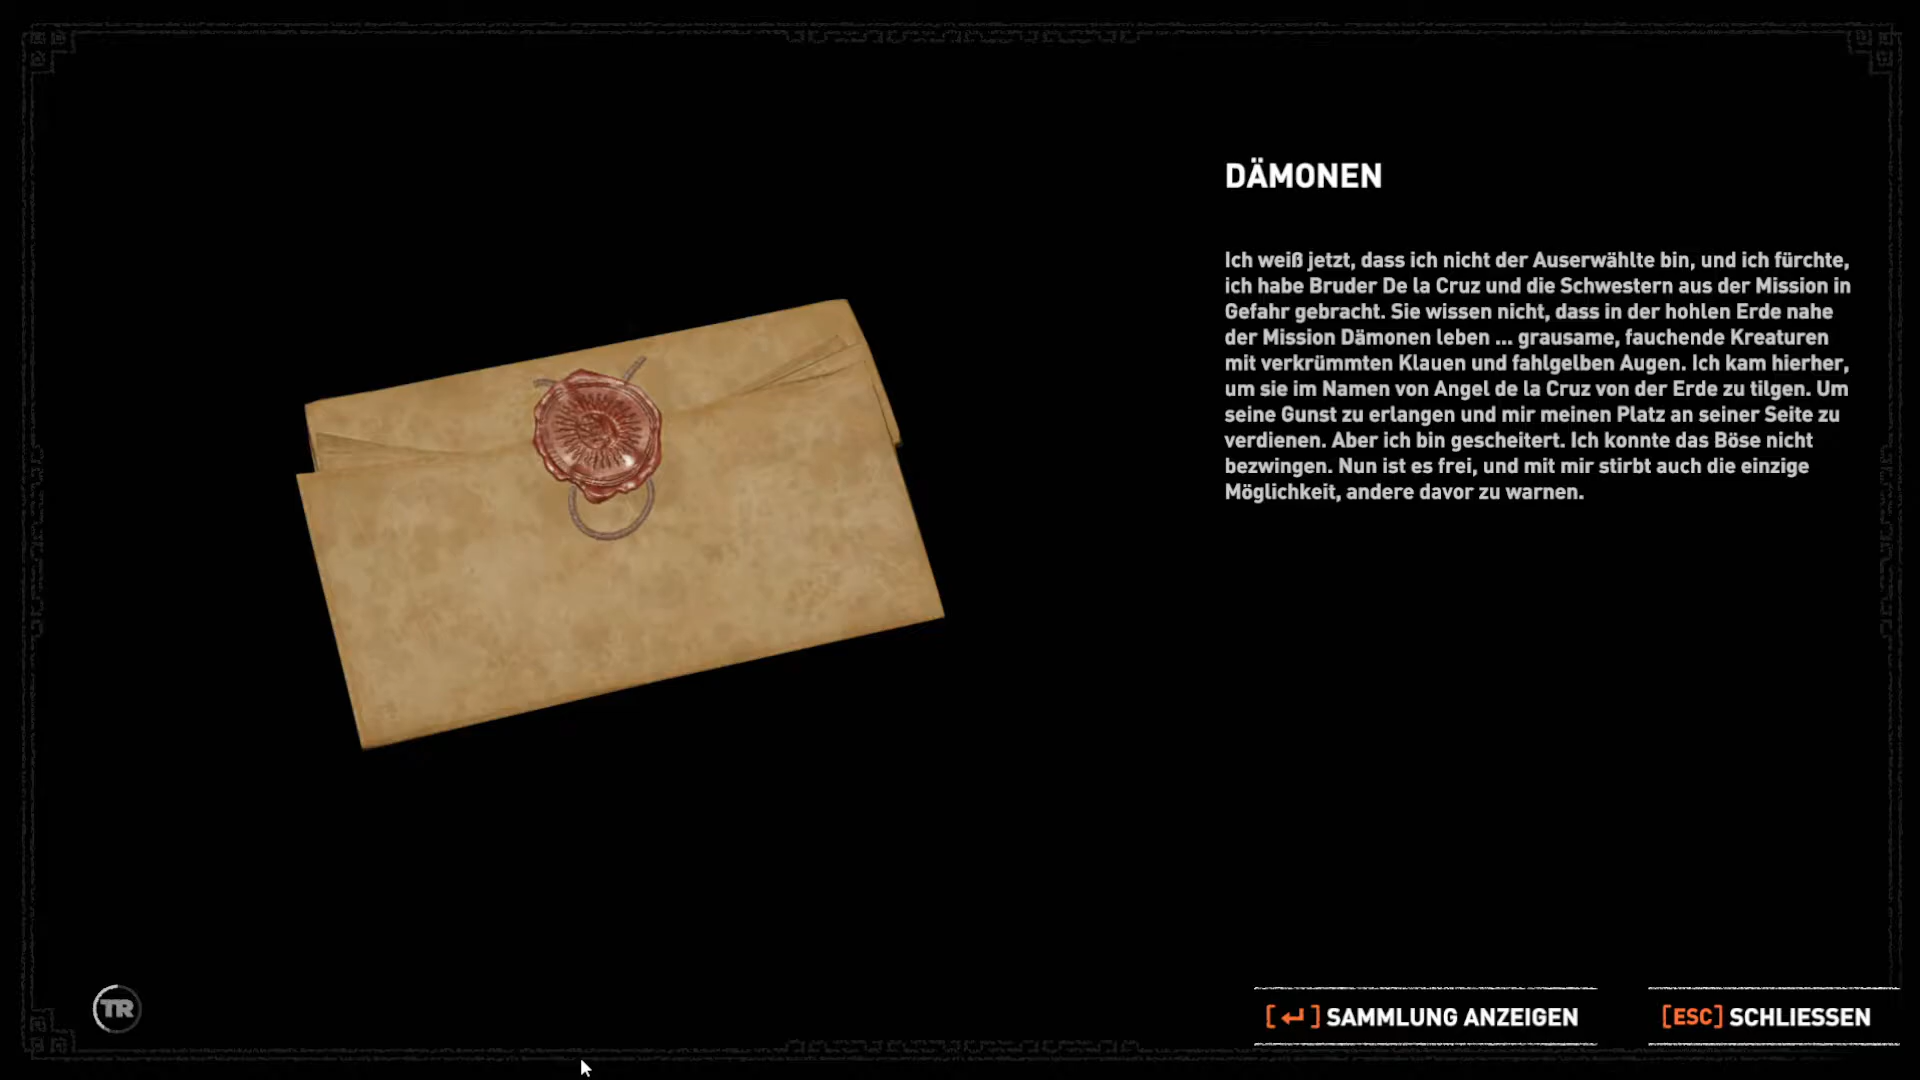 DÄMONEN
Ich weiß jetzt, dass ich nicht der Auserwählte bin, und ich fürchte,
ich habe Bruder De la Cruz und die Schwestern aus der Mission in
Gefahr gebracht. Sie wissen nicht, dass in der hohlen Erde nahe
der Mission Dämonen leben ... grausame, fauchende Kreaturen
mit verkrümmten Klauen und fahlgelben Augen. Ich kam hierher,
um sie im Namen von Angel de la Cruz von der Erde zu tilgen. Um
seine Gunst zu erlangen und mir meinen Platz an seiner Seite zu
verdienen. Aber ich bin gescheitert. Ich konnte das Böse nicht
bezwingen. Nun ist es frei, und mit mir stirbt auch die einzige
Möglichkeit, andere davor zu warnen.
TR
[↵] SAMMLUNG ANZEIGEN
[ESC] SCHLIESSEN